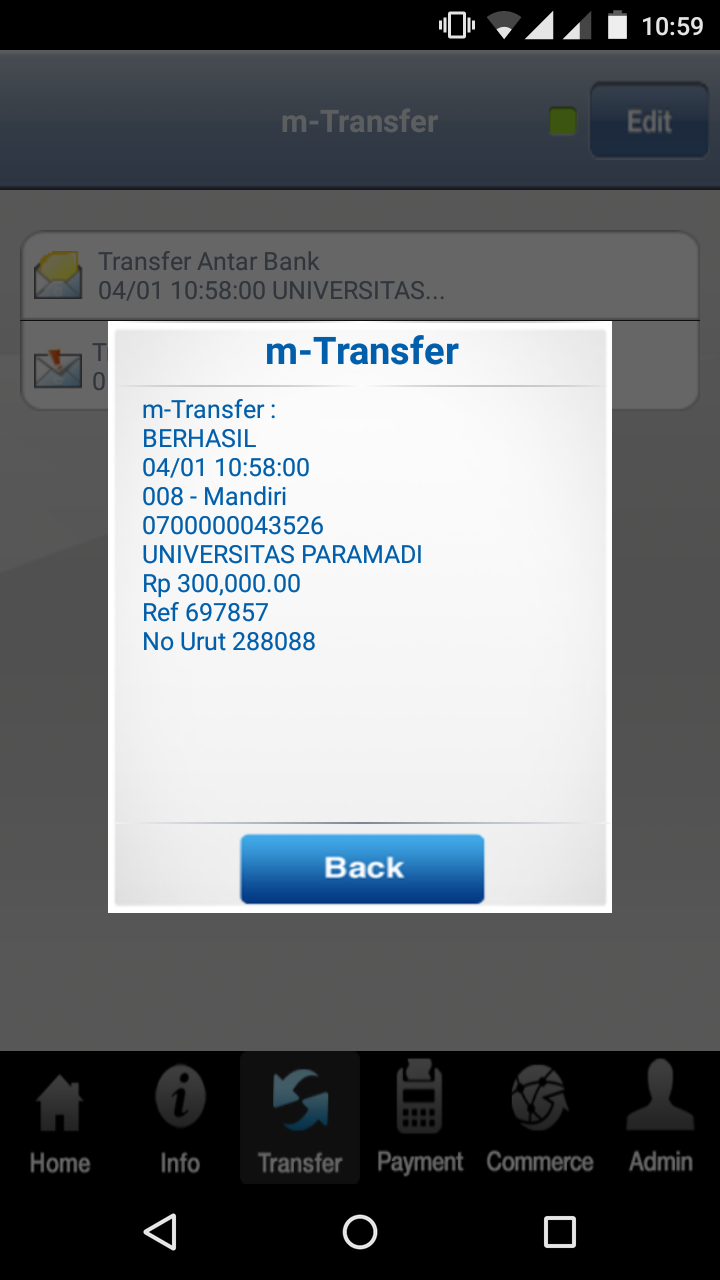 10:59
m-Transfer
Edit
Transfer Antar Bank
04/01 10:58:00 UNIVERSITAS...
m-Transfer
m-Transfer :
BERHASIL
04/01 10:58:00
008 - Mandiri
0700000043526
UNIVERSITAS PARAMADI
Rp 300,000.00
Ref 697857
No Urut 288088
Back
Home
Info
Transfer
Payment
Commerce
Admin